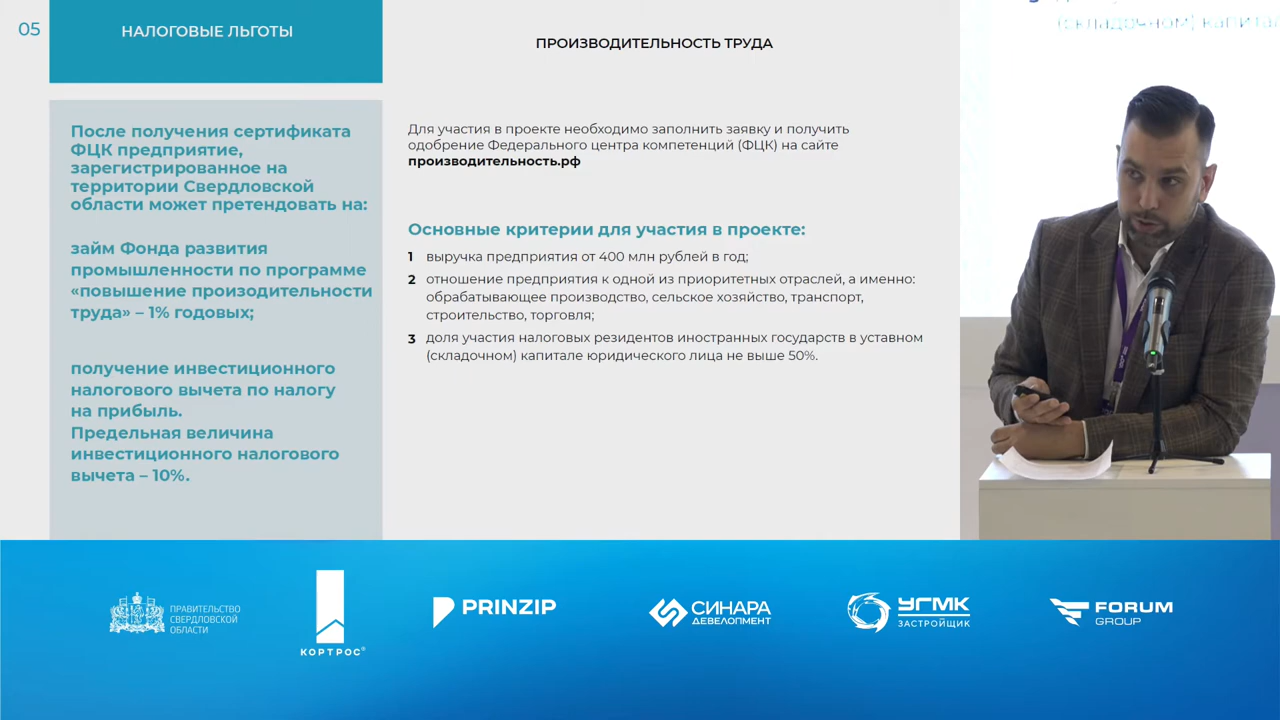 05
НАЛОГОВЫЕ ЛЬГОТЫ
ПРОИЗВОДИТЕЛЬНОСТЬ ТРУДА
После получения сертификата
ФЦК предприятие,
зарегистрированное на
территории Свердловской
области может претендовать на:
займ Фонда развития
промышленности по программе
«повышение произодительности
труда» – 1% годовых;
получение инвестиционного
налогового вычета по налогу
на прибыль.
Предельная величина
инвестиционного налогового
вычета – 10%.
Для участия в проекте необходимо заполнить заявку и получить
одобрение Федерального центра компетенций (ФЦК) на сайте
производительность.рф
Основные критерии для участия в проекте:
1 выручка предприятия от 400 млн рублей в год;
2 отношение предприятия к одной из приоритетных отраслей, а именно:
обрабатывающее производство, сельское хозяйство, транспорт,
строительство, торговля;
3 доля участия налоговых резидентов иностранных государств в уставном
(складочном) капитале юридического лица не выше 50%.
(складочном) капита
ПРАВИТЕЛЬСТВО
СВЕРДЛОВСКОЙ
ОБЛАСТИ
КОРТРОС®
PRINZIP
СИНАРА
ДЕВЕЛОПМЕНТ
УГМК
ЗАСТРОЙЩИК
FORUM
GROUP